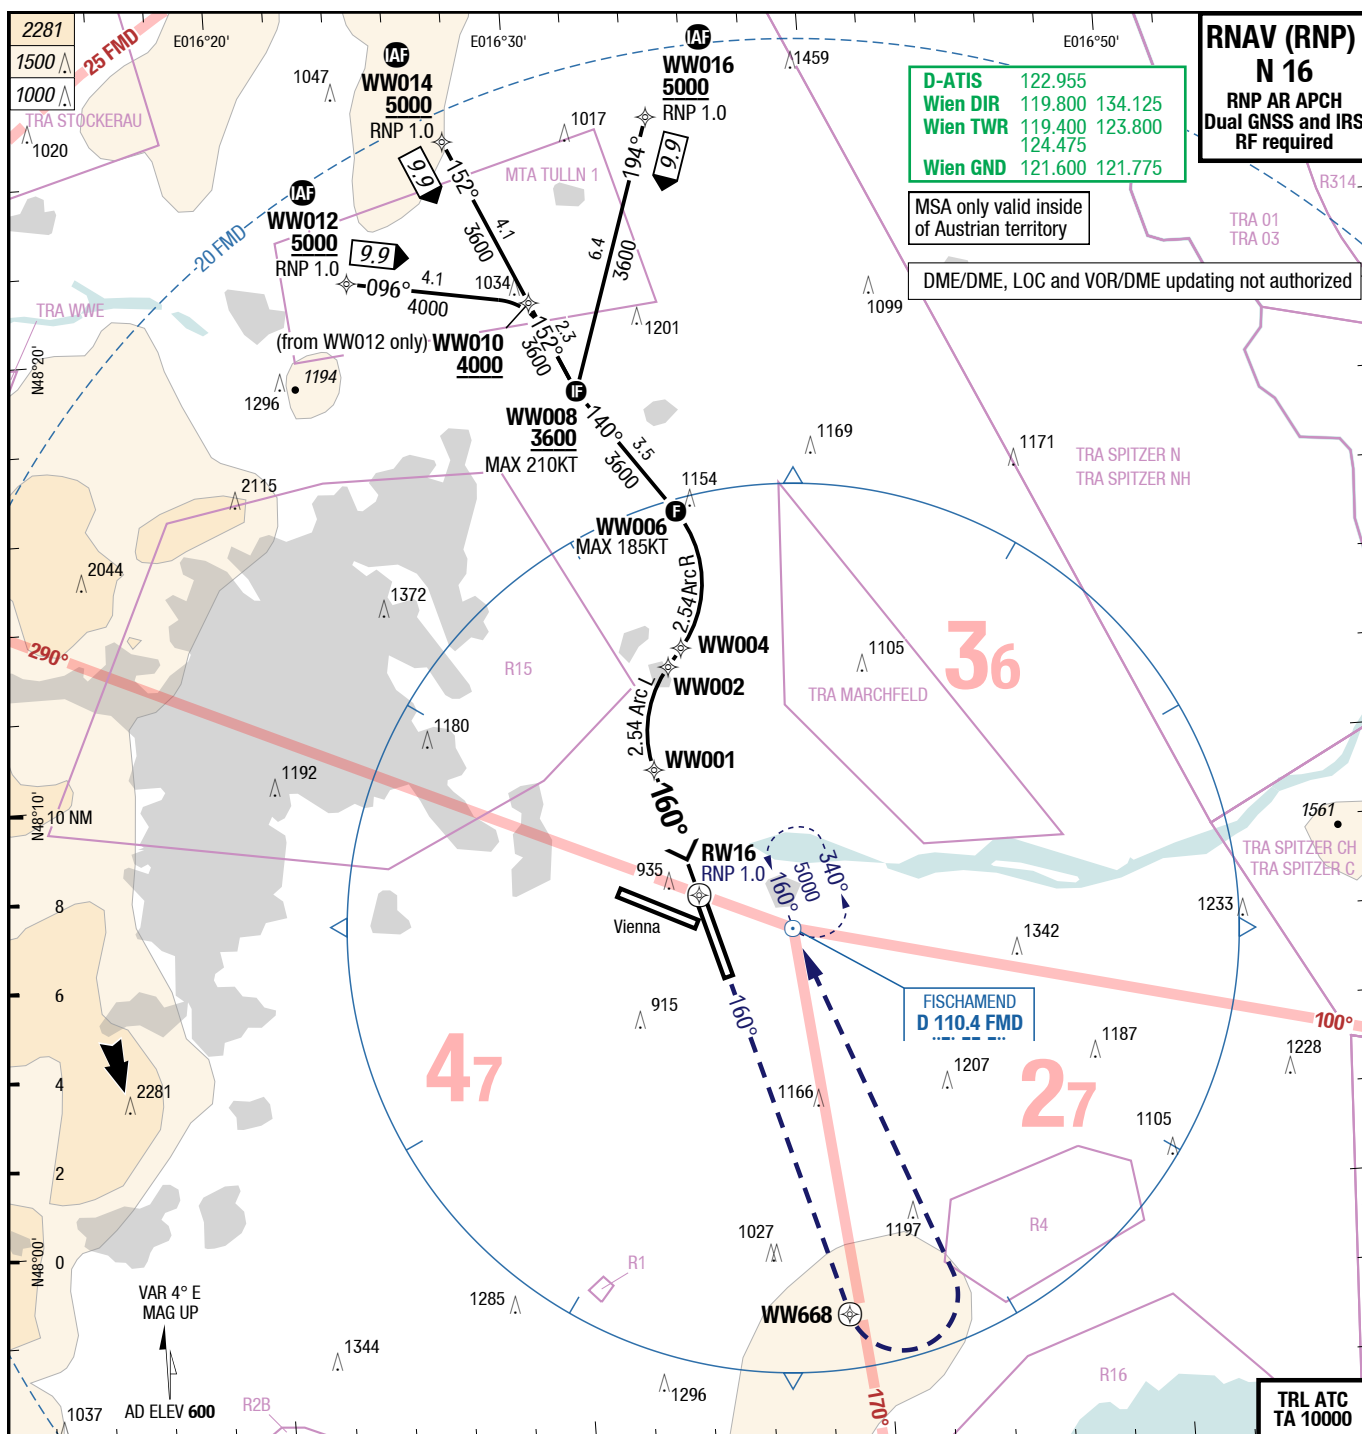 2281
1500
1000
25 FMD
E016°20'
E016°30'
E016°50'
RNAV (RNP)
N 16
RNP AR APCH
Dual GNSS and IRS
RF required
D-ATIS 122.955
Wien DIR 119.800 134.125
Wien TWR 119.400 123.800
124.475
Wien GND 121.600 121.775
MSA only valid inside
of Austrian territory
DME/DME, LOC and VOR/DME updating not authorized
IAF
WW014
5000
RNP 1.0
IAF
WW016
5000
RNP 1.0
IAF
WW012
5000
RNP 1.0
1047
1459
1017
1020
TRA STOCKERAU
MTA TULLN 1
R314
TRA 01
TRA 03
20 FMD
9.9
9.9
9.9
152°
4.1
3600
194°
6.4
3600
096°
4.1
4000
1034
1201
1099
TRA WWE
(from WW012 only)
WW010
4000
152°
2.3
3600
N48°20'
1194
1296
IF
WW008
3600
MAX 210KT
140°
3.5
3600
1169
1171
TRA SPITZER N
TRA SPITZER NH
2115
1154
F
WW006
MAX 185KT
2044
1372
2.54 Arc R
WW004
WW002
2.54 Arc L
WW001
290°
R15
1105
TRA MARCHFELD
36
1180
1192
160°
N48°10'
10 NM
8
6
4
2
0
1561
TRA SPITZER CH
TRA SPITZER C
RW16
RNP 1.0
935
Vienna
340°
5000
160°
1233
1342
915
160°
FISCHAMEND
D 110.4 FMD
100°
1187
1228
1207
47
27
1166
2281
1105
1197
R4
1027
N48°00'
R1
VAR 4° E
MAG UP
1285
WW668
1344
1296
R16
170°
R2B
1037
AD ELEV 600
TRL ATC
TA 10000